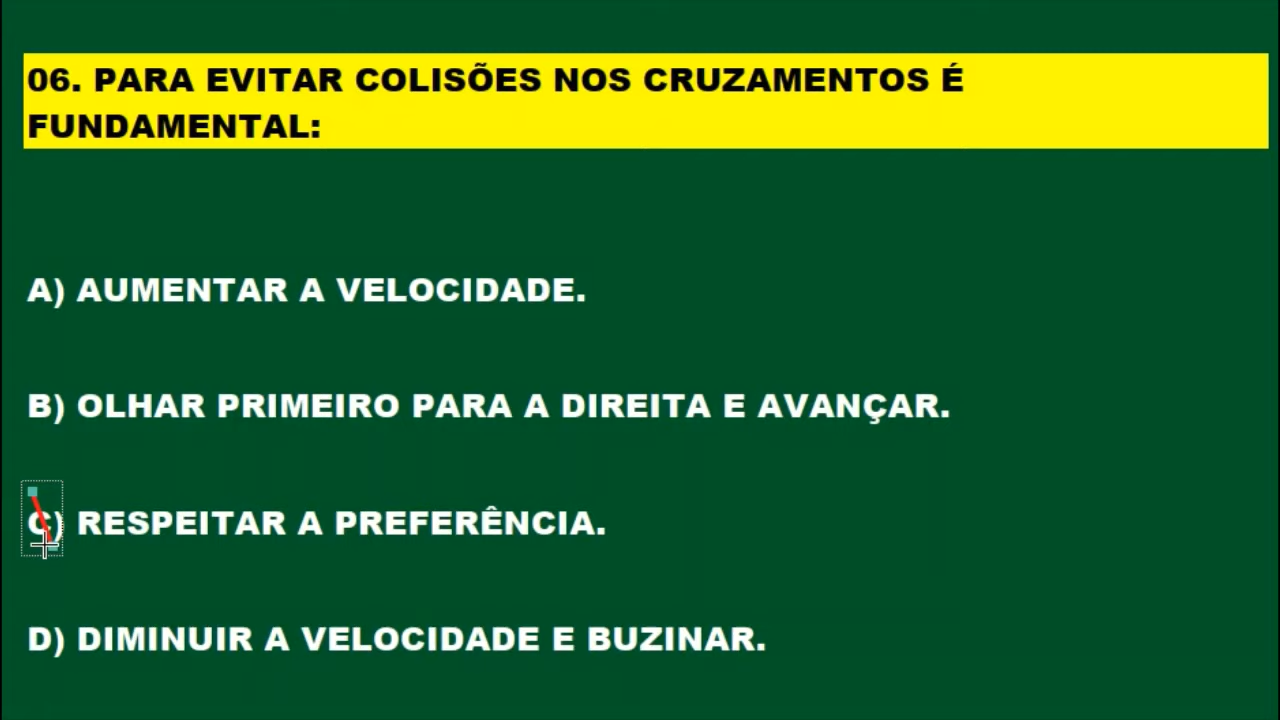 06. PARA EVITAR COLISÕES NOS CRUZAMENTOS É
FUNDAMENTAL:
A) AUMENTAR A VELOCIDADE.
B) OLHAR PRIMEIRO PARA A DIREITA E AVANÇAR.
C) RESPEITAR A PREFERÊNCIA.
D) DIMINUIR A VELOCIDADE E BUZINAR.